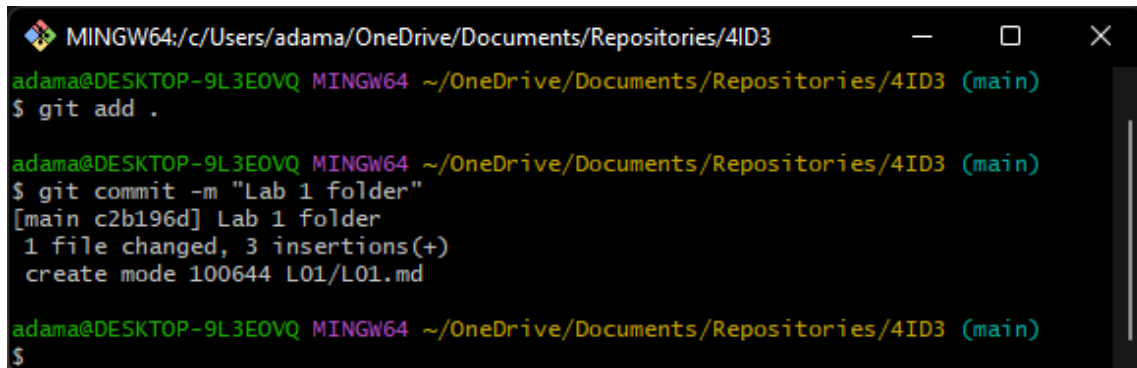 MINGW64:/c/Users/adama/OneDrive/Documents/Repositories/4ID3
adama@DESKTOP-9L3EOVQ MINGW64 ~/OneDrive/Documents/Repositories/4ID3 (main)
$ git add .
adama@DESKTOP-9L3EOVQ MINGW64 ~/OneDrive/Documents/Repositories/4ID3 (main)
$ git commit -m "Lab 1 folder"
[main c2b196d] Lab 1 folder
1 file changed, 3 insertions(+)
create mode 100644 L01/L01.md
adama@DESKTOP-9L3EOVQ MINGW64 ~/OneDrive/Documents/Repositories/4ID3 (main)
$